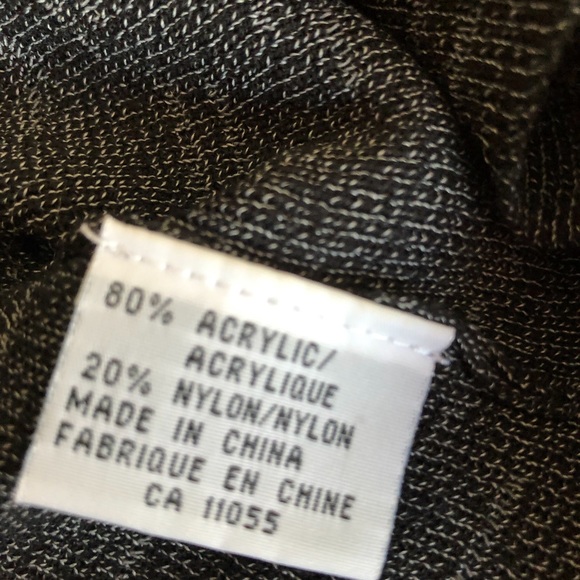 80% ACRYLIC/
ACRYLIQUE
20% NYLON/NYLON
MADE IN CHINA
FABRIQUE EN CHINE
CA 11055